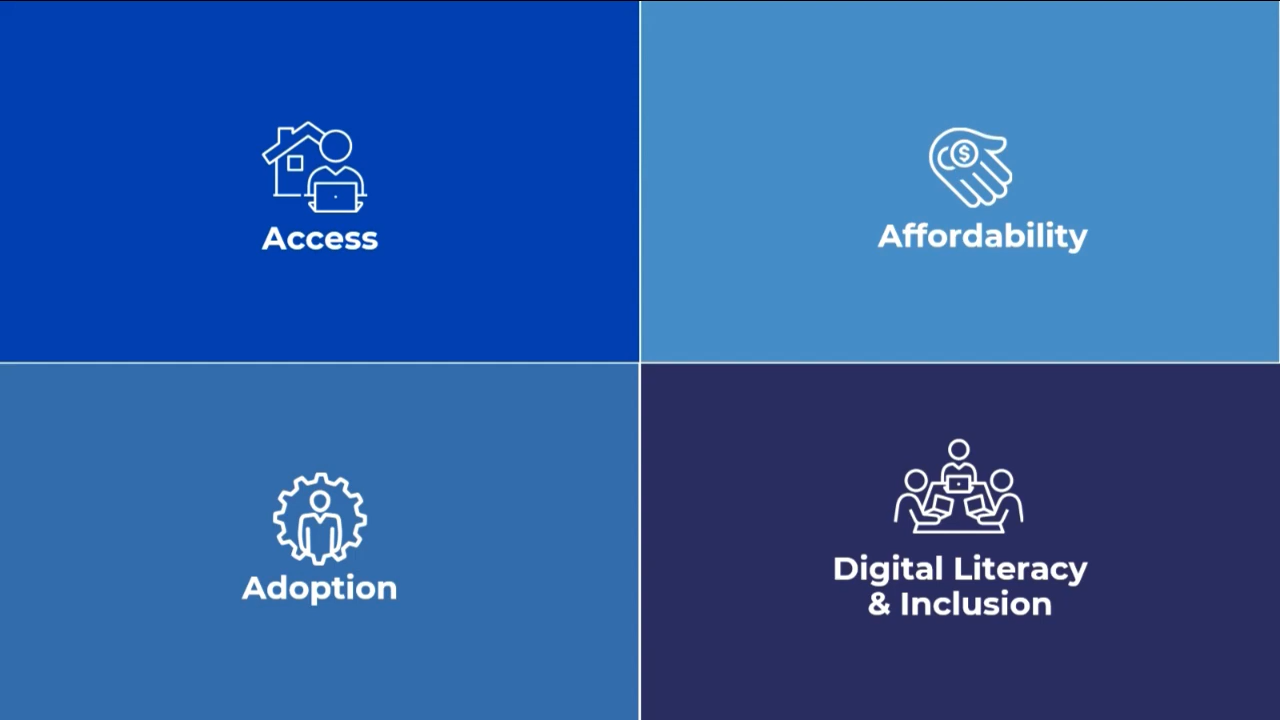 Access
Affordability
Adoption
Digital Literacy
& Inclusion